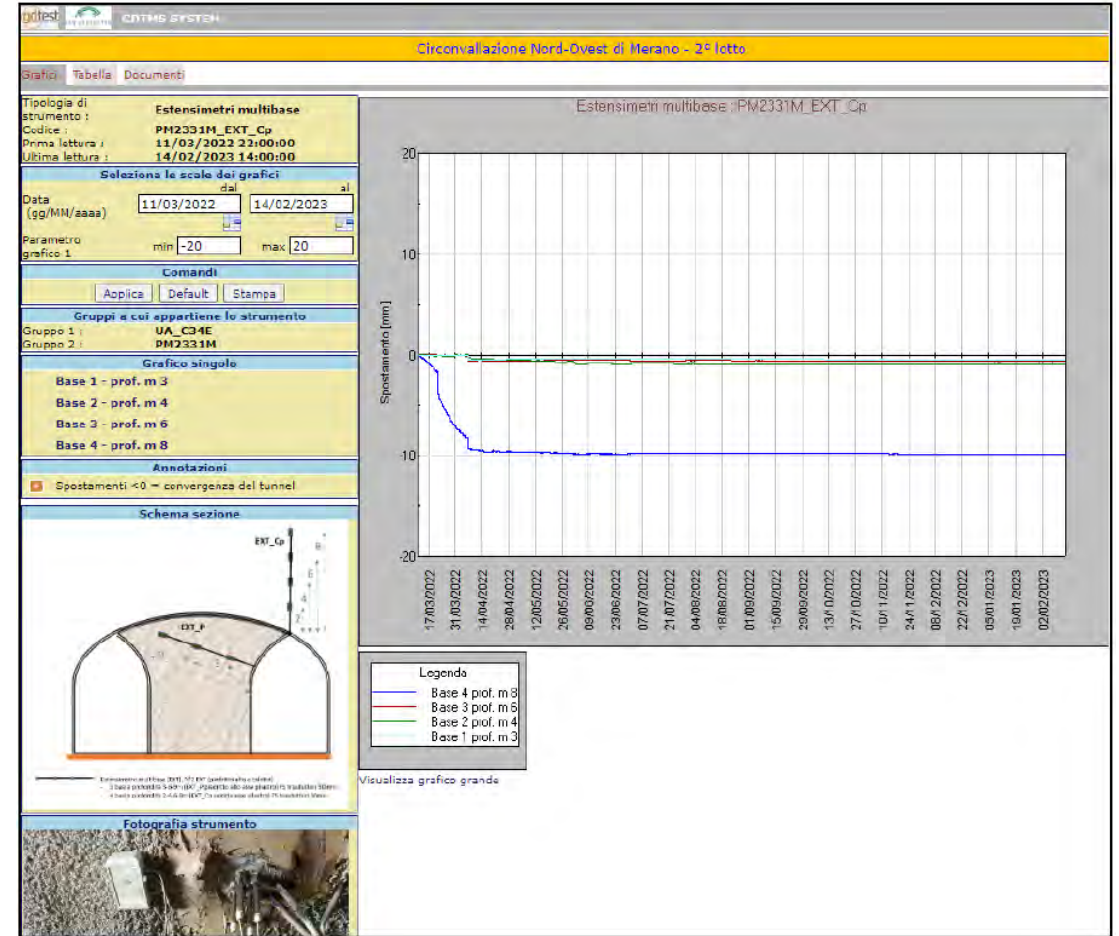 gdtest
CDTMS SYSTEM
Circonvallazione Nord-Ovest di Merano - 2° lotto
Grafici Tabella Documenti
Tipologia di strumento : Estensimetri multibase
Codice : PM2331M_EXT_Cp
Prima lettura : 11/03/2022 22:00:00
Ultima lettura : 14/02/2023 14:00:00
Seleziona le scale dei grafici
dal al
Data (gg/MM/aaaa) 11/03/2022 14/02/2023
Parametro grafico 1 min -20 max 20
Comandi
Applica Default Stampa
Gruppi a cui appartiene lo strumento
Gruppo 1 : UA_C34E
Gruppo 2 : PM2331M
Grafico singolo
Base 1 - prof. m 3
Base 2 - prof. m 4
Base 3 - prof. m 6
Base 4 - prof. m 8
Annotazioni
Spostamenti <0 = convergenza del tunnel
Schema sezione
EXT_Cp
8
6
4
2
EXT_P
Fotografia strumento
Estensimetri multibase :PM2331M_EXT_Cp
Spostamento [mm]
20
10
0
-10
-20
17/03/2022
31/03/2022
14/04/2022
28/04/2022
12/05/2022
26/05/2022
09/06/2022
23/06/2022
07/07/2022
21/07/2022
04/08/2022
18/08/2022
01/09/2022
15/09/2022
29/09/2022
13/10/2022
27/10/2022
10/11/2022
24/11/2022
08/12/2022
22/12/2022
05/01/2023
19/01/2023
02/02/2023
Legenda
Base 4 prof. m 8
Base 3 prof. m 6
Base 2 prof. m 4
Base 1 prof. m 3
Visualizza grafico grande